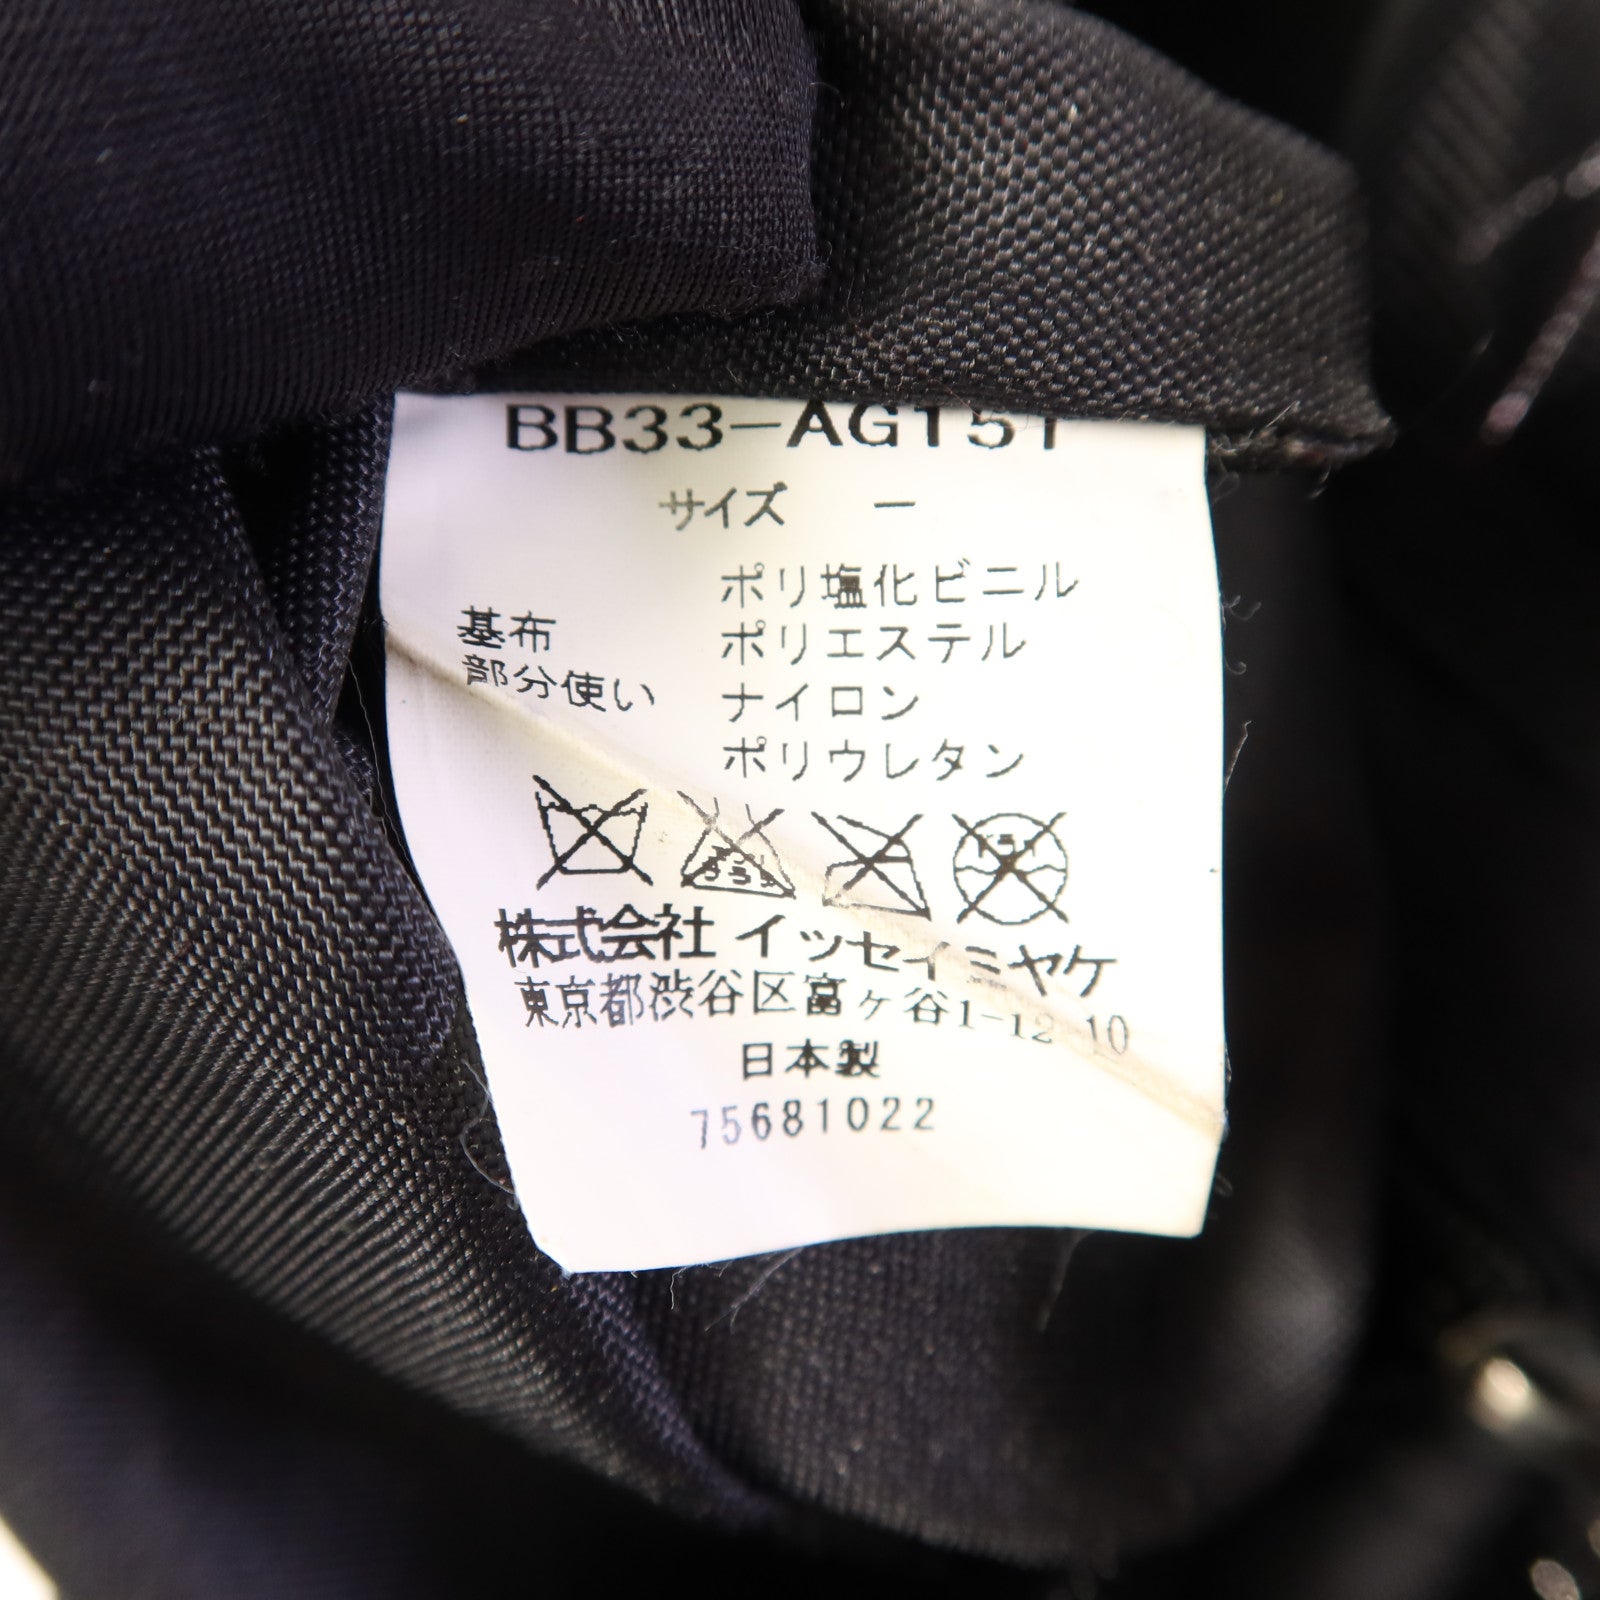 BB33-AG151
サイズ －
ポリ塩化ビニル
基布 ポリエステル
部分使い ナイロン
ポリウレタン
株式会社 イッセイミヤケ
東京都渋谷区富ヶ谷1-12-10
日本製
75681022